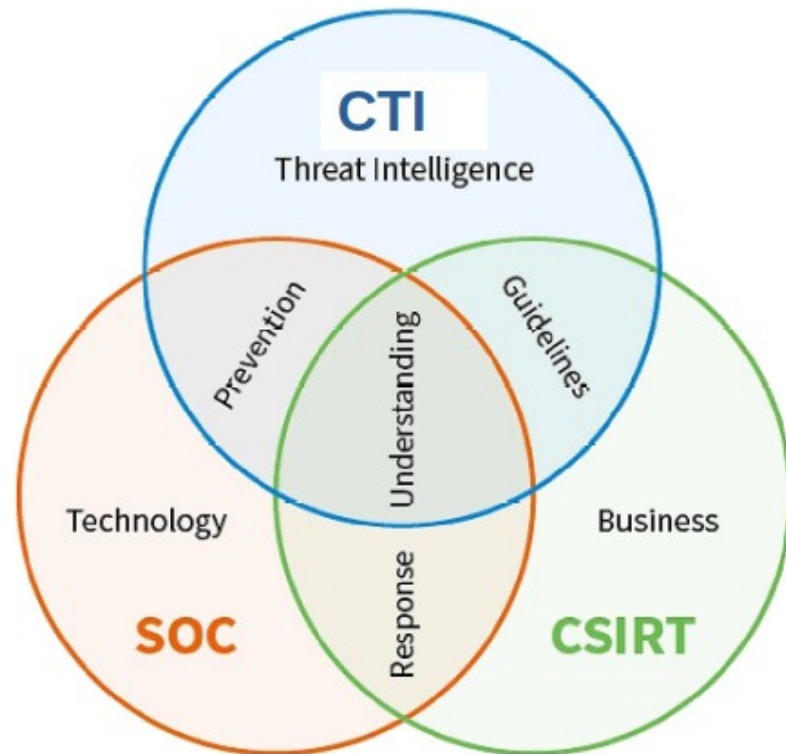 CTI
Threat Intelligence
Prevention
Understanding
Guidelines
Technology
Business
Response
SOC
CSIRT